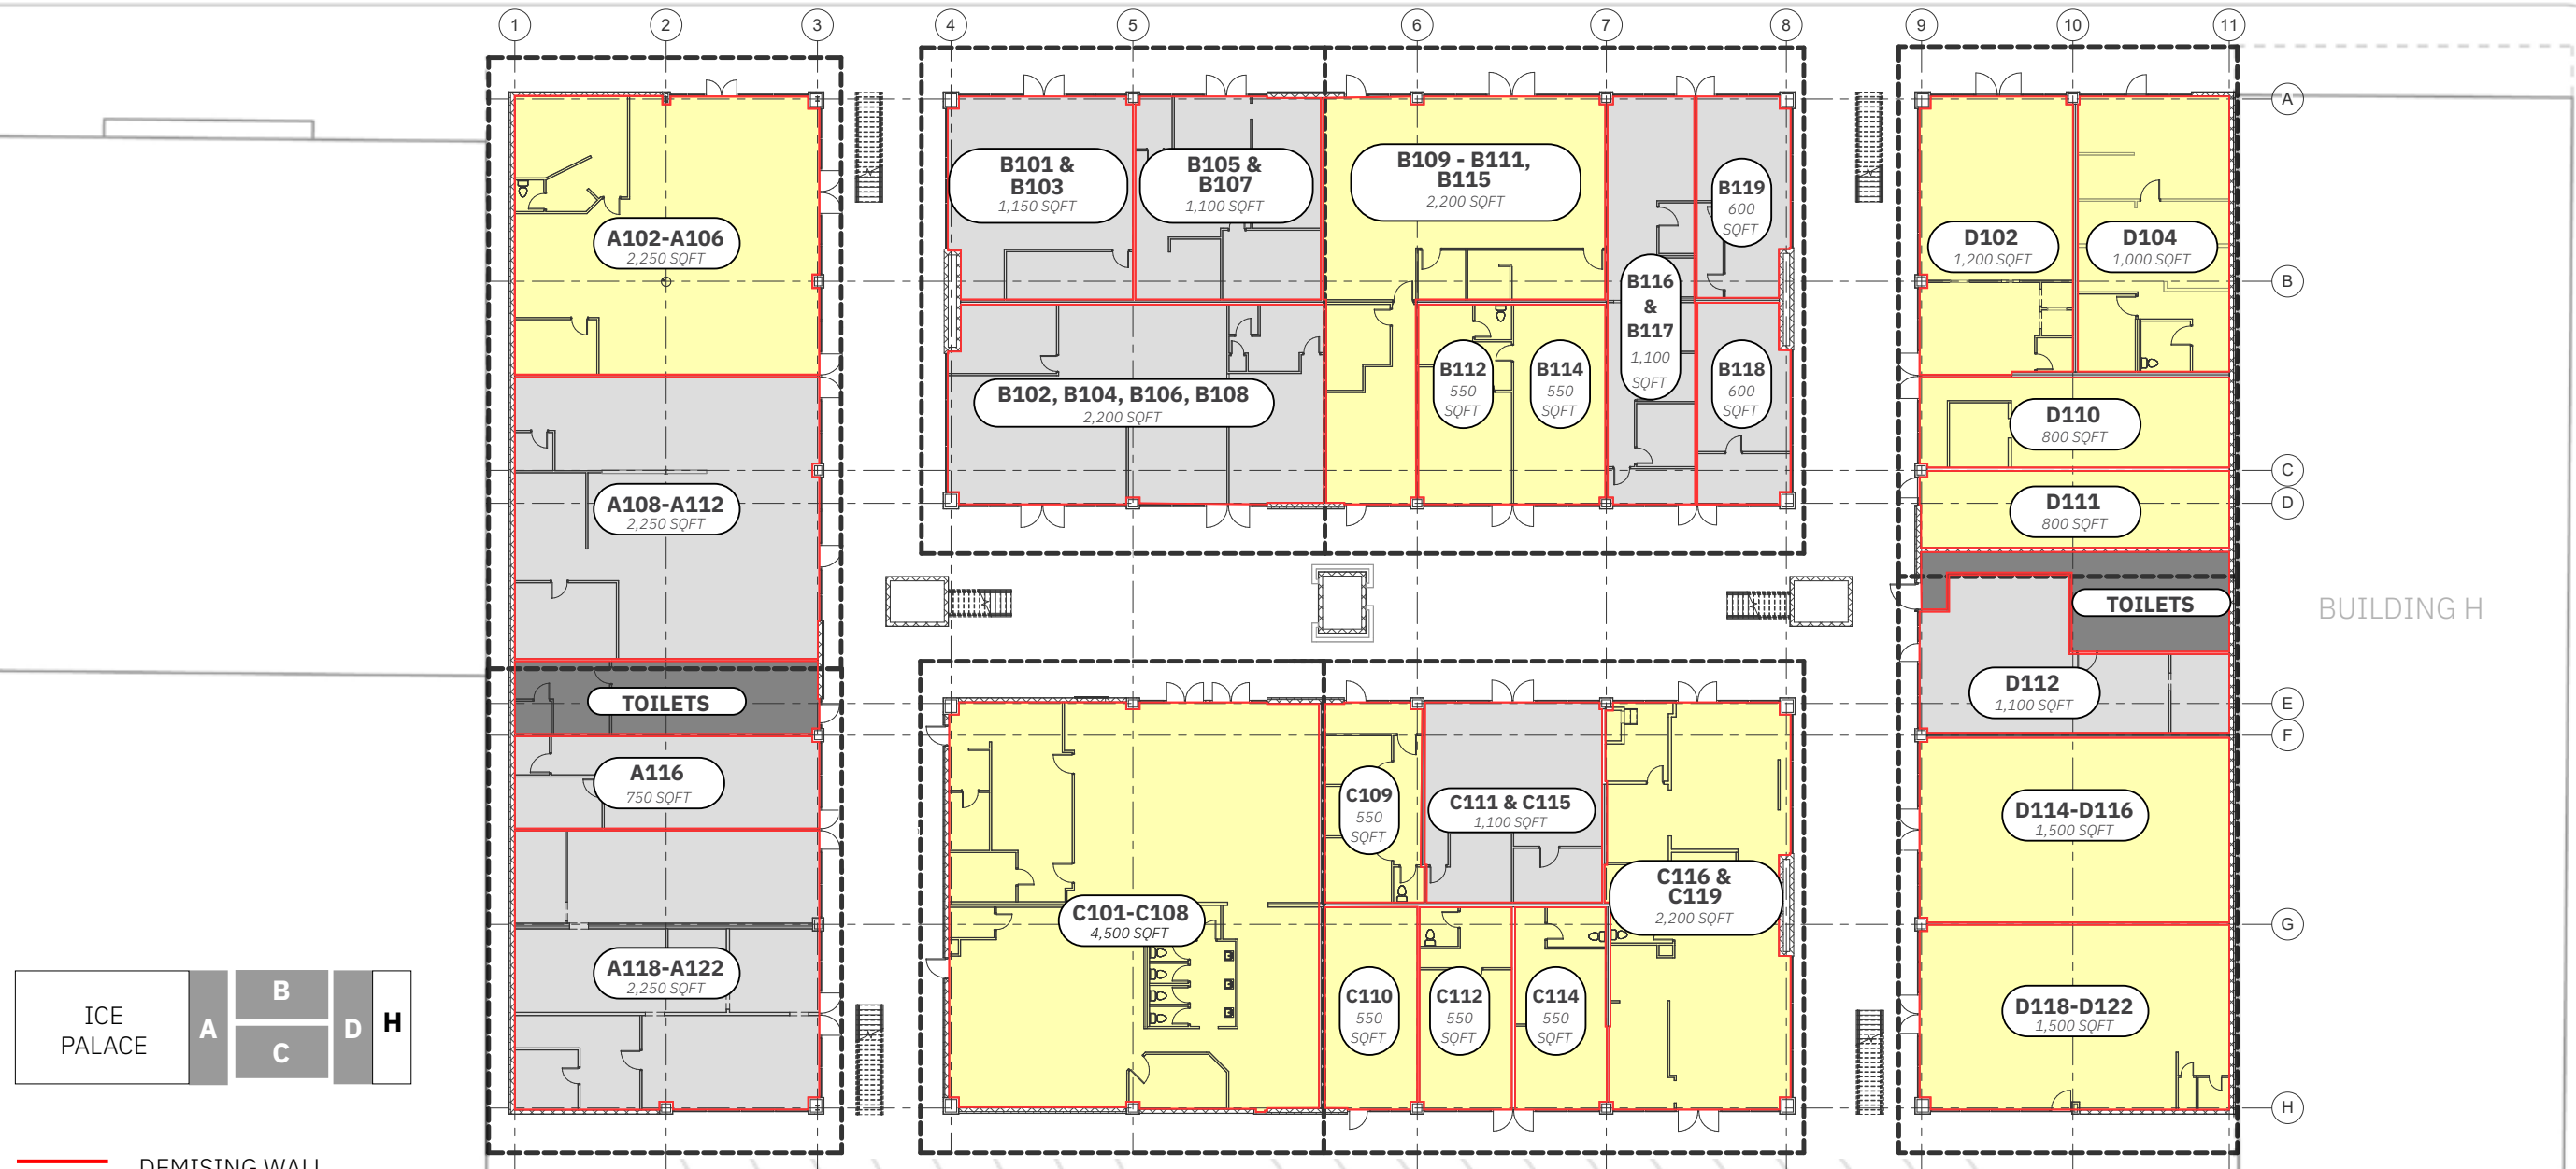 1 2 3 4 5 6 7 8 9 10 11
A
B
C
D
E
F
G
H
A102-A106
2,250 SQFT
A108-A112
2,250 SQFT
TOILETS
A116
750 SQFT
A118-A122
2,250 SQFT
B101 &
B103
1,150 SQFT
B105 &
B107
1,100 SQFT
B109 - B111,
B115
2,200 SQFT
B119
600
SQFT
B116
&
B117
1,100
SQFT
B102, B104, B106, B108
2,200 SQFT
B112
550
SQFT
B114
550
SQFT
B118
600
SQFT
C101-C108
4,500 SQFT
C109
550
SQFT
C111 & C115
1,100 SQFT
C116 &
C119
2,200 SQFT
C110
550
SQFT
C112
550
SQFT
C114
550
SQFT
D102
1,200 SQFT
D104
1,000 SQFT
D110
800 SQFT
D111
800 SQFT
TOILETS
D112
1,100 SQFT
D114-D116
1,500 SQFT
D118-D122
1,500 SQFT
BUILDING H
ICE
PALACE
A
B
C
D
H
DEMISING WALL